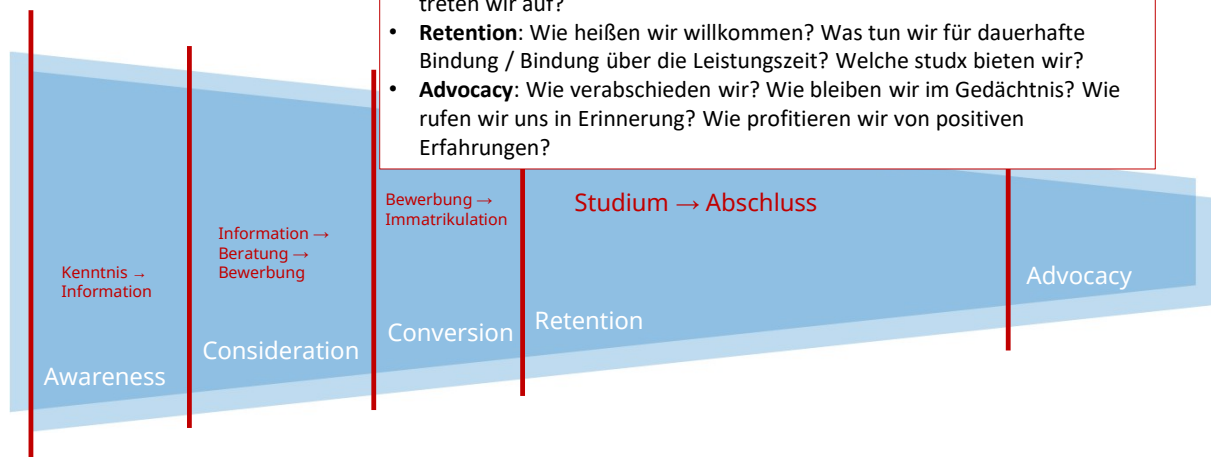 treten wir auf?
• Retention: Wie heißen wir willkommen? Was tun wir für dauerhafte
Bindung / Bindung über die Leistungszeit? Welche studx bieten wir?
• Advocacy: Wie verabschieden wir? Wie bleiben wir im Gedächtnis? Wie
rufen wir uns in Erinnerung? Wie profitieren wir von positiven
Erfahrungen?
Kenntnis →
Information
Awareness
Information →
Beratung →
Bewerbung
Consideration
Bewerbung →
Immatrikulation
Conversion
Studium → Abschluss
Retention
Advocacy